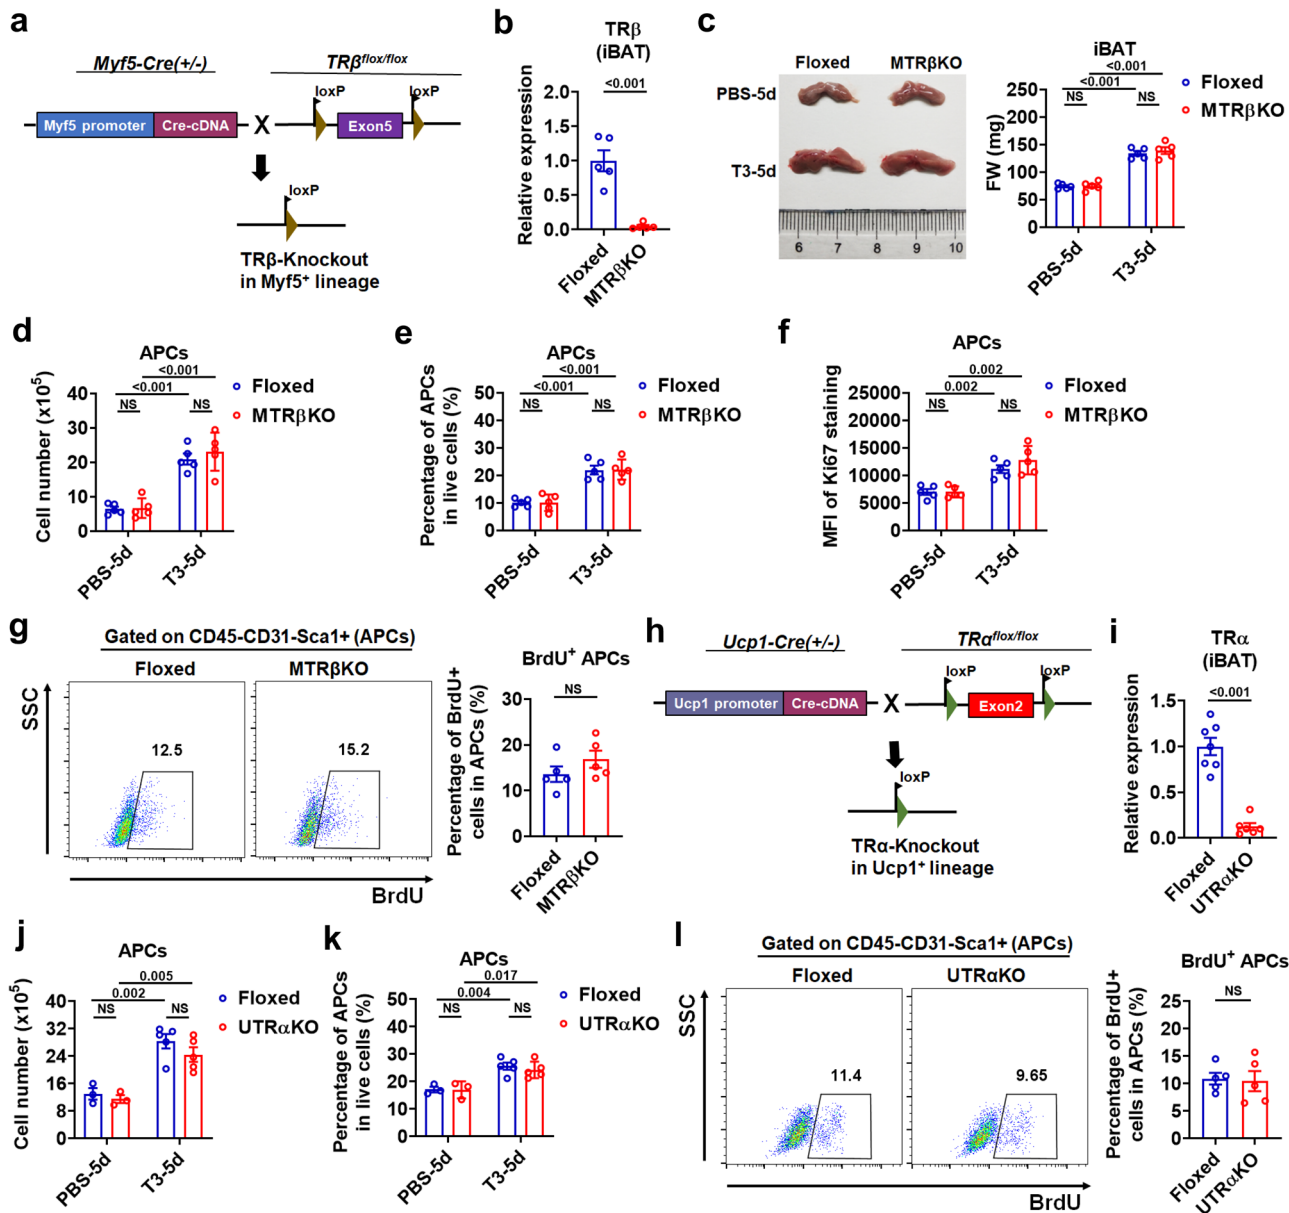 a
Myf5-Cre(+/-)
TRβflox/flox
loxP
loxP
Myf5 promoter
Cre-cDNA
X
Exon5
loxP
TRβ-Knockout
in Myf5+ lineage
b
TRβ
(iBAT)
<0.001
Relative expression
2.0
1.5
1.0
0.5
0.0
Floxed
MTRβKO
c
Floxed
MTRβKO
PBS-5d
T3-5d
6
7
8
9
10
iBAT
<0.001
<0.001
NS
NS
Floxed
MTRβKO
FW (mg)
250
200
150
100
50
0
PBS-5d
T3-5d
d
APCs
<0.001
<0.001
NS
NS
Floxed
MTRβKO
Cell number (x10⁵)
40
30
20
10
0
PBS-5d
T3-5d
e
APCs
<0.001
<0.001
NS
NS
Floxed
MTRβKO
Percentage of APCs
in live cells (%)
50
40
30
20
10
0
PBS-5d
T3-5d
f
APCs
0.002
0.002
NS
NS
Floxed
MTRβKO
MFI of Ki67 staining
25000
20000
15000
10000
5000
0
PBS-5d
T3-5d
g
Gated on CD45-CD31-Sca1+ (APCs)
Floxed
MTRβKO
SSC
12.5
15.2
BrdU
BrdU⁺ APCs
NS
Percentage of BrdU+
cells in APCs (%)
30
20
10
0
Floxed
MTRβKO
h
Ucp1-Cre(+/-)
TRαflox/flox
loxP
loxP
Ucp1 promoter
Cre-cDNA
X
Exon2
loxP
TRα-Knockout
in Ucp1⁺ lineage
i
TRα
(iBAT)
<0.001
Relative expression
1.5
1.0
0.5
0.0
Floxed
UTRαKO
j
APCs
0.005
0.002
NS
NS
Floxed
UTRαKO
Cell number (x10⁵)
40
32
28
16
8
0
PBS-5d
T3-5d
k
APCs
0.017
0.004
NS
NS
Floxed
UTRαKO
Percentage of APCs
in live cells (%)
50
40
30
20
10
0
PBS-5d
T3-5d
l
Gated on CD45-CD31-Sca1+ (APCs)
Floxed
UTRαKO
SSC
11.4
9.65
BrdU
BrdU⁺ APCs
NS
Percentage of BrdU+
cells in APCs (%)
25
20
15
10
5
0
Floxed
UTRαKO